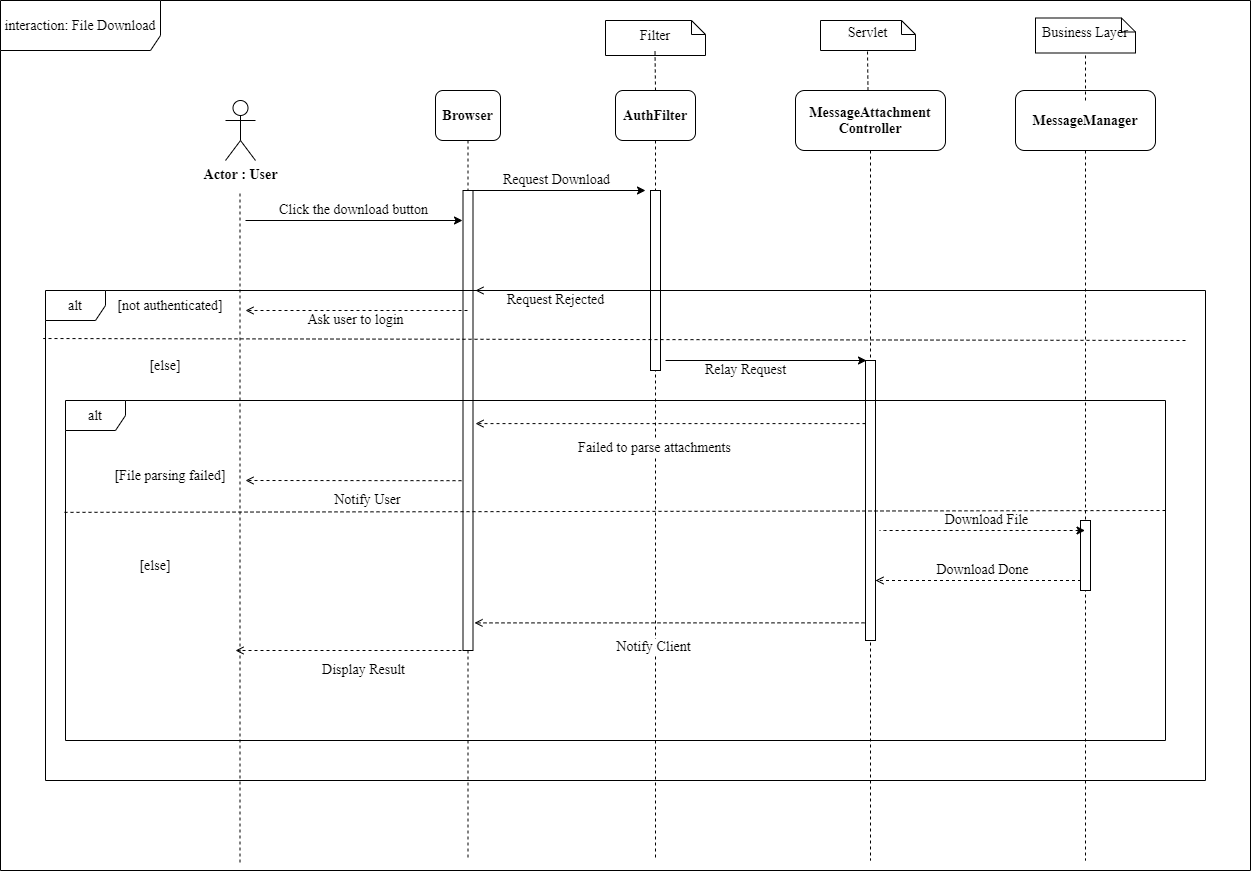 interaction: File Download
Filter
Servlet
Business Layer
Browser
AuthFilter
MessageAttachment
Controller
MessageManager
Actor : User
Request Download
Click the download button
alt
[not authenticated]
Request Rejected
Ask user to login
[else]
Relay Request
alt
Failed to parse attachments
[File parsing failed]
Notify User
Download File
[else]
Download Done
Notify Client
Display Result